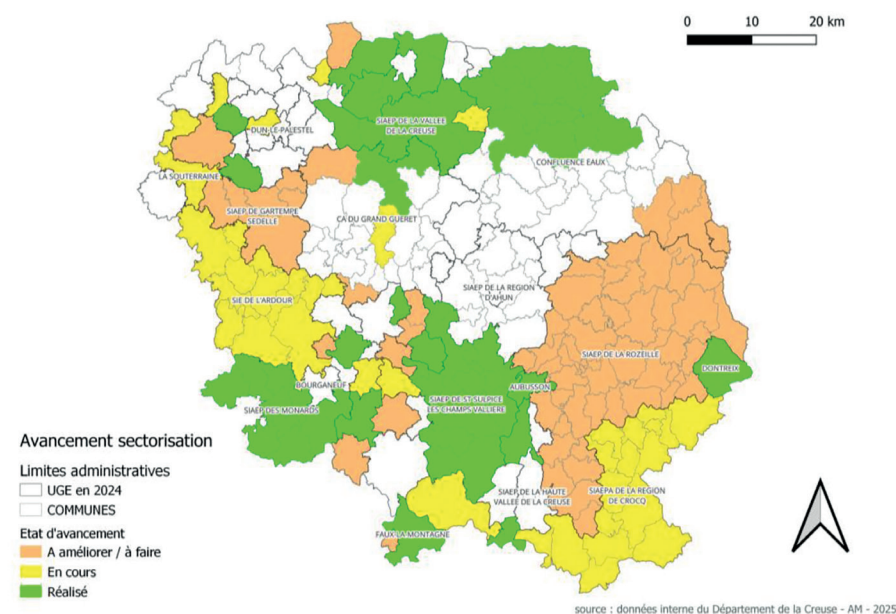 0 10 20 km
SIAEP DE LA VALLEE
DE LA CREUSE
DUN-LE-PALESTEL
CONFLUENCE EAUX
LA SOUTERRAINE
SIAEP DE GARTEMPE
SEDELLE
CA DU GRAND GUERET
SIAEP DE LA REGION
D'AHUN
SIE DE L'ARDOUR
SIAEP DE LA ROZEILLE
DONTREIX
BOURGANEUF
AUBUSSON
SIAEP DES MONARDS
SIAEP DE ST SULPICE
LES CHAMPS VALLIERE
SIAEP DE LA HAUTE
VALLEE DE LA CREUSE
SIAEPA DE LA REGION
DE CROCQ
FAUX-LA-MONTAGNE
Avancement sectorisation
Limites administratives
UGE en 2024
COMMUNES
Etat d'avancement
A améliorer / à faire
En cours
Réalisé
source : données interne du Département de la Creuse - AM - 2025